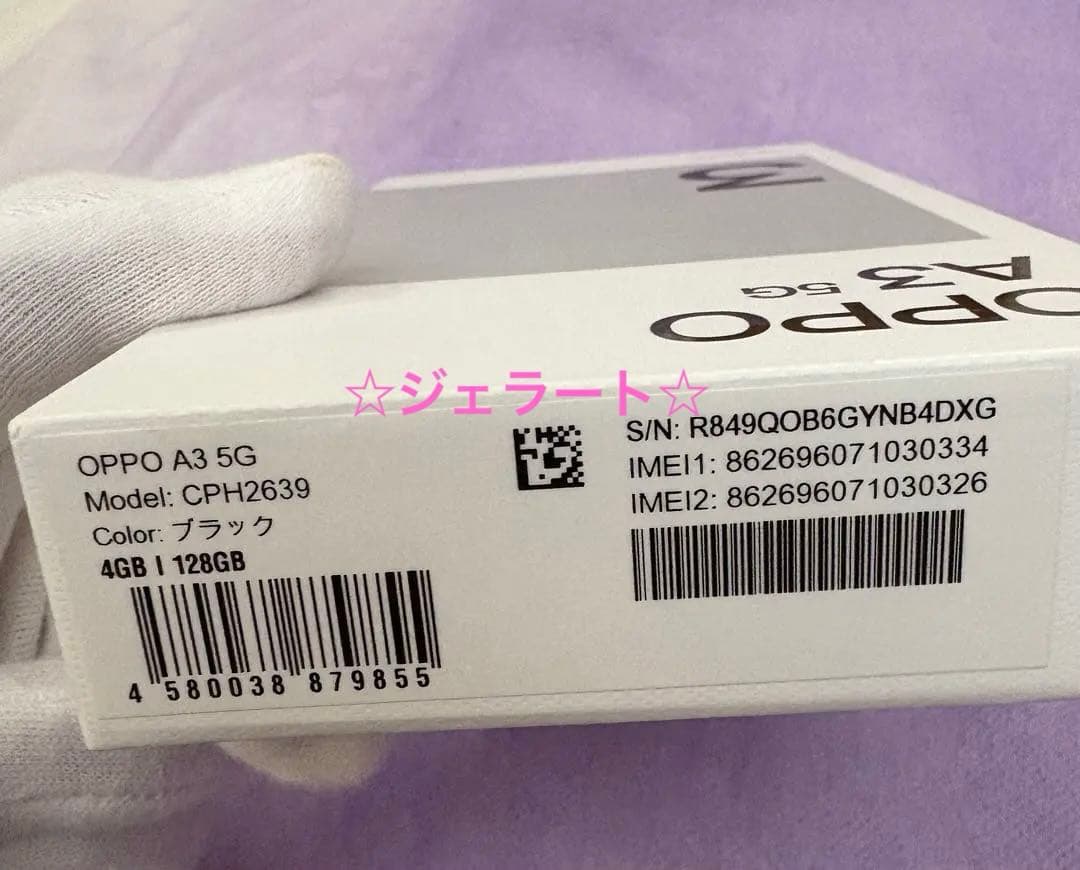 3
A3 5G
OPPO
☆ジェラート☆
OPPO A3 5G
Model: CPH2639
Color: ブラック
4GB | 128GB
4 580038 879855
S/N: R849QOB6GYNB4DXG
IMEI1: 862696071030334
IMEI2: 862696071030326